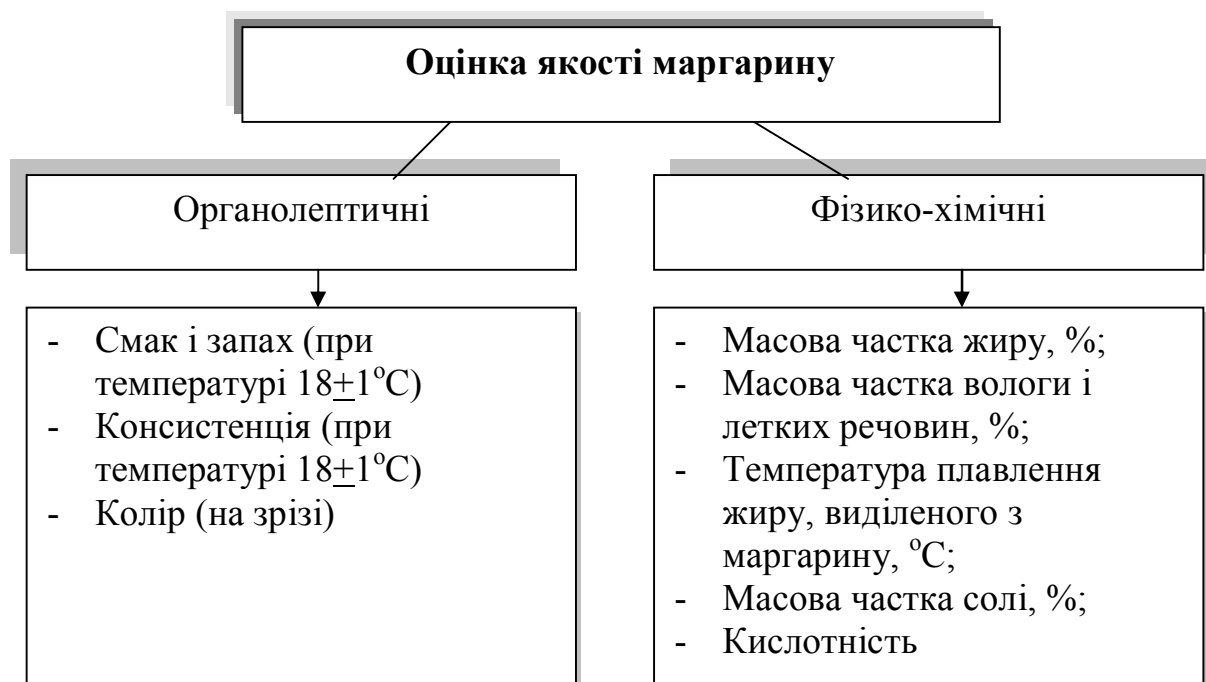 Оцінка якості маргарину
Органолептичні
- Смак і запах (при
температурі 18±1°С)
- Консистенція (при
температурі 18±1°С)
- Колір (на зрізі)
Фізико-хімічні
- Масова частка жиру, %;
- Масова частка вологи і
летких речовин, %;
- Температура плавлення
жиру, виділеного з
маргарину, °С;
- Масова частка солі, %;
- Кислотність